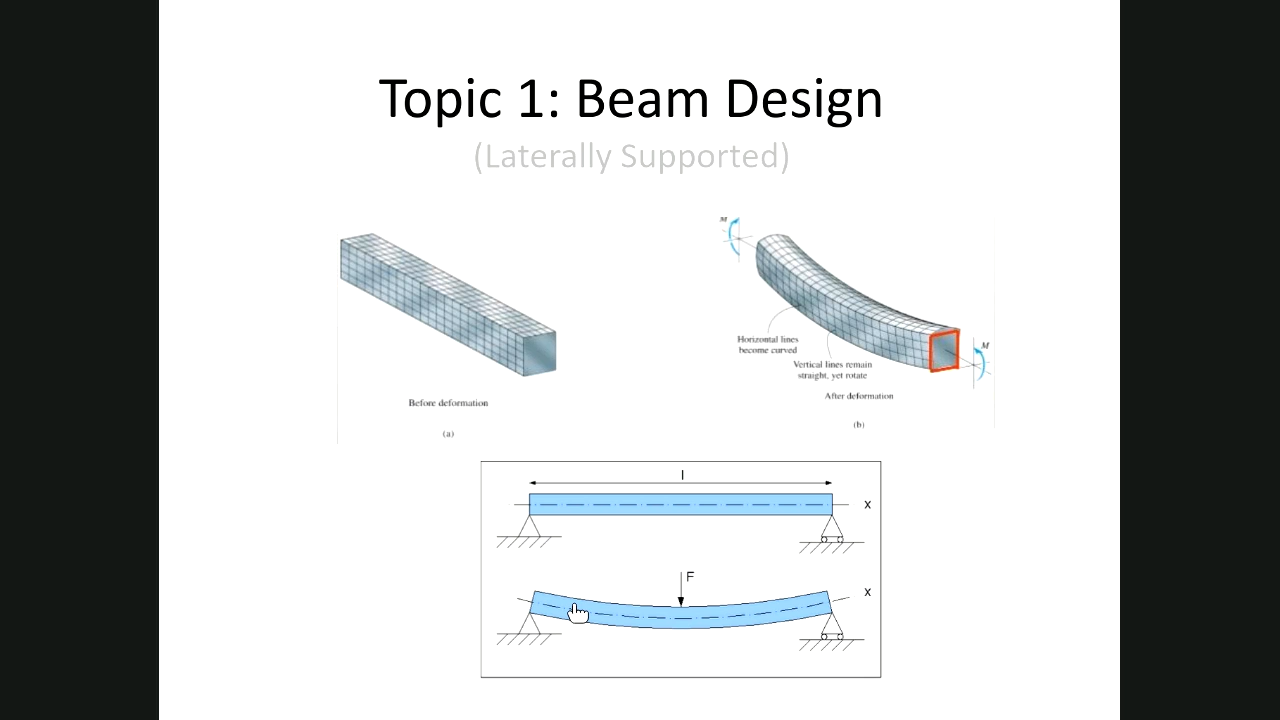 Topic 1: Beam Design
(Laterally Supported)
M
Horizontal lines
become curved
M
Vertical lines remain
straight, yet rotate
After deformation
Before deformation
(b)
(a)
l
x
F
x